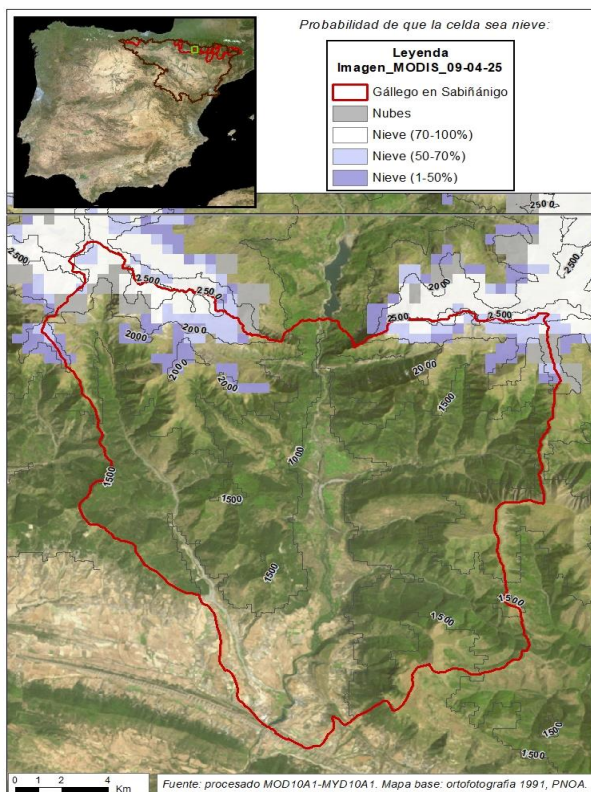 Probabilidad de que la celda sea nieve:
Leyenda
Imagen_MODIS_09-04-25
Gállego en Sabiñánigo
Nubes
Nieve (70-100%)
Nieve (50-70%)
Nieve (1-50%)
2500
2500
2500
2000
2500
2500
2500
2500
2000
2000
2000
2000
2000
1500
1000
1500
1500
1500
1500
1500
1500
1500
1500
0 1 2 4
Km
Fuente: procesado MOD10A1-MYD10A1. Mapa base: ortofotografia 1991, PNOA.